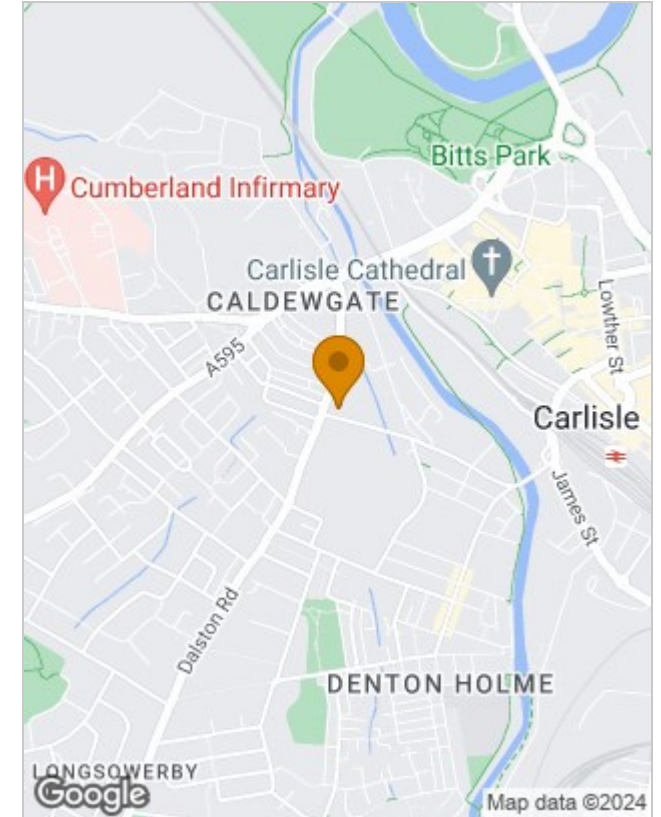 Bitts Park
H
Cumberland Infirmary
Carlisle Cathedral
CALDEWGATE
Lowther St
A595
Carlisle
James St
Dalston Rd
DENTON HOLME
LONGSOWERBY
Google
Map data ©2024